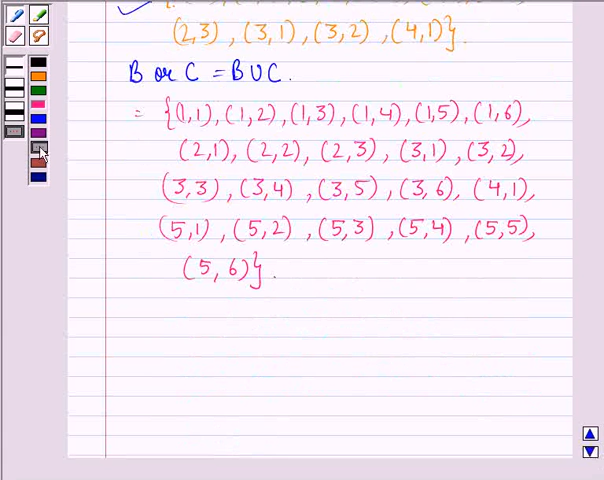 (2,3) , (3,1) , (3,2) , (4,1)}.
B or C = B ∪ C.
= {(1,1), (1,2), (1,3), (1,4), (1,5), (1,6),
(2,1), (2,2), (2,3), (3,1), (3,2),
(3,3) , (3,4) , (3,5) , (3,6), (4,1),
(5,1) , (5,2) , (5,3) , (5,4) , (5,5),
(5,6)}.